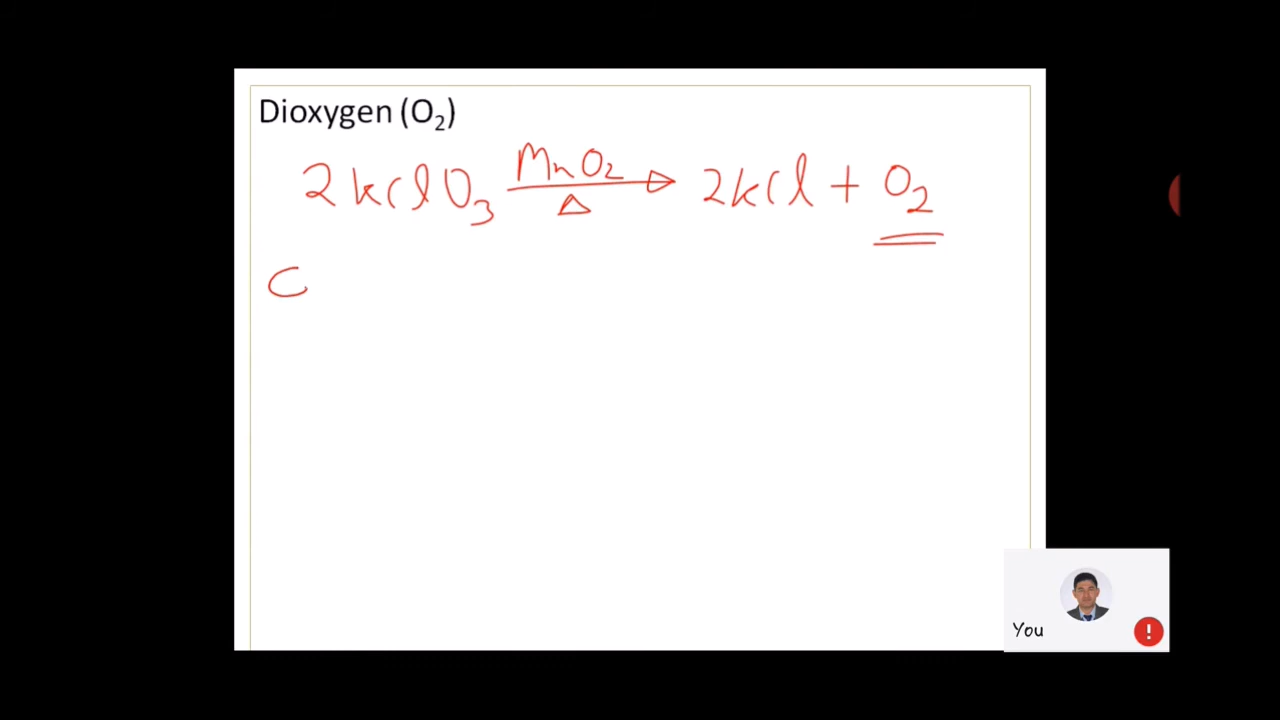 Dioxygen (O₂)
2kClO₃ MnO₂ Δ → 2kCl + O₂
C
You
!